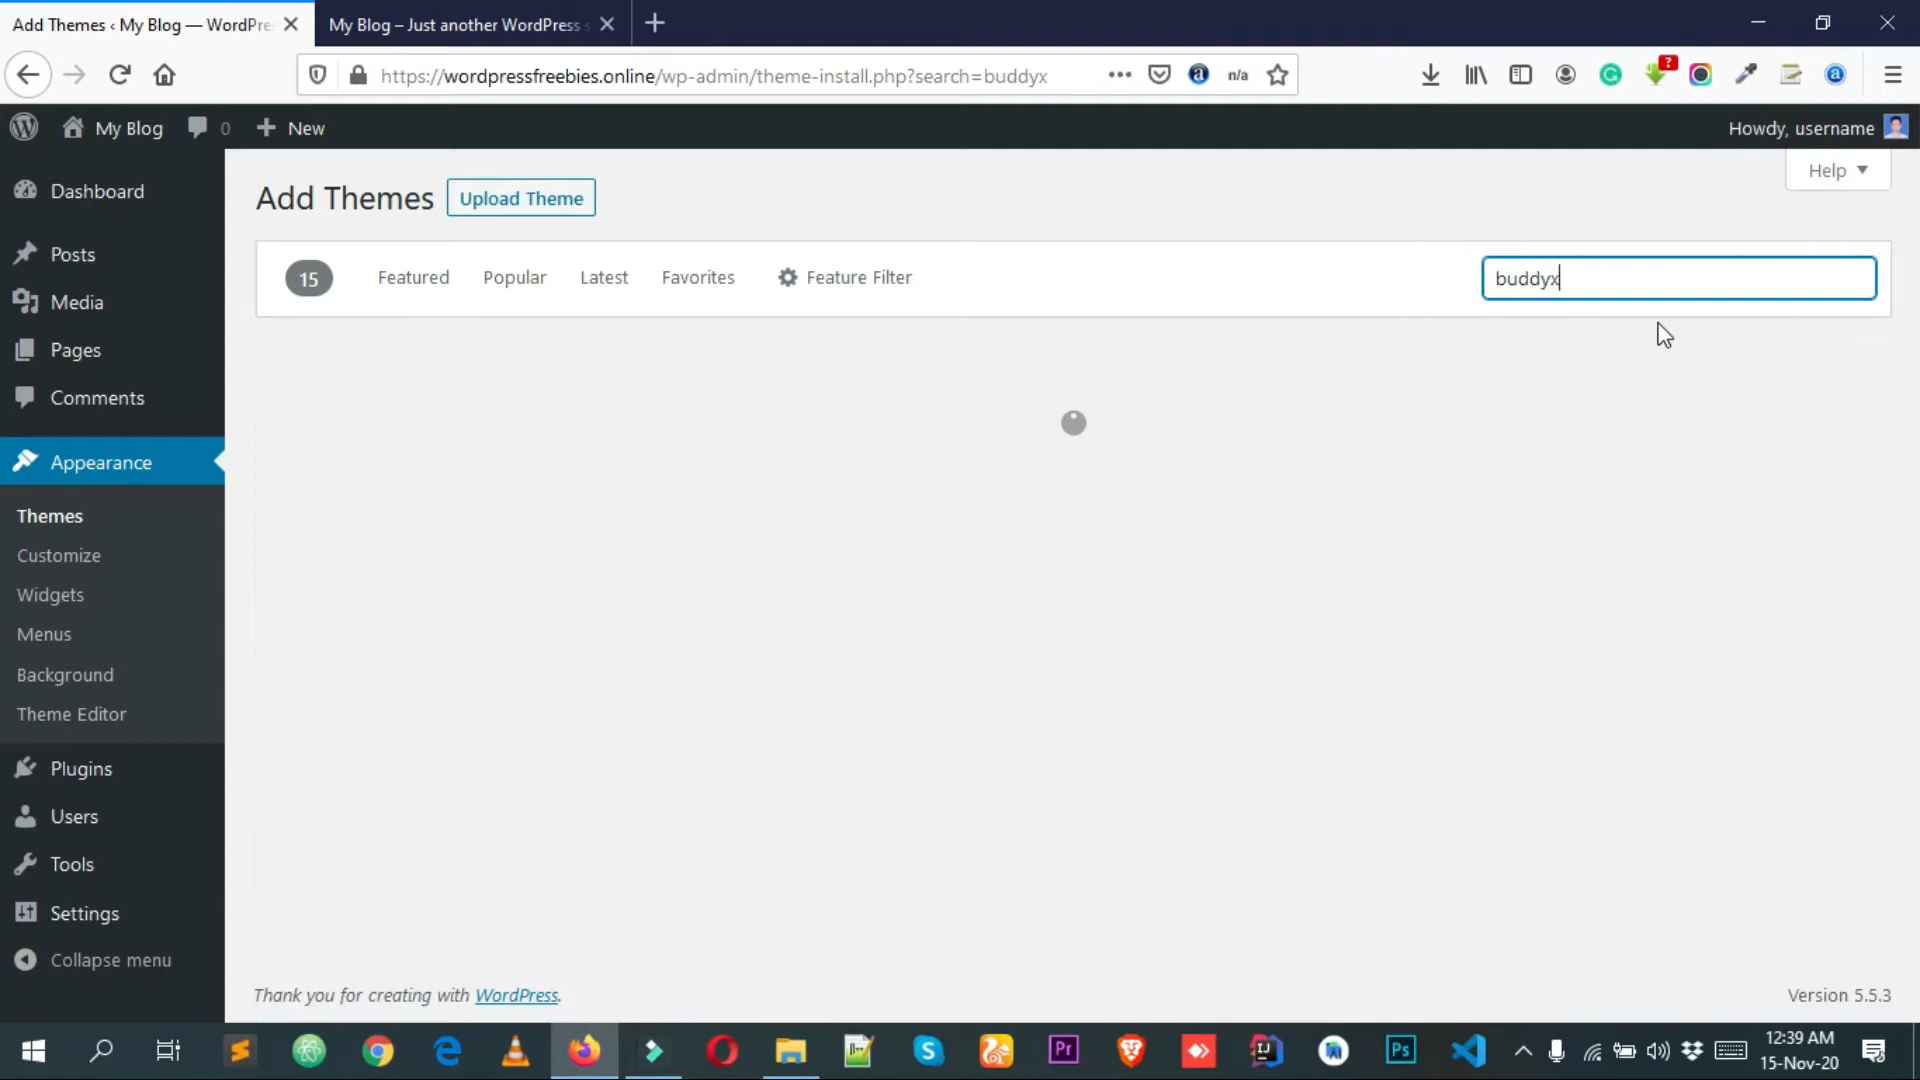 Add Themes ‹ My Blog — WordPre
My Blog – Just another WordPress s
https://wordpressfreebies.online/wp-admin/theme-install.php?search=buddyx
n/a
?
My Blog
0
New
Howdy, username
Help
Dashboard
Posts
Media
Pages
Comments
Appearance
Themes
Customize
Widgets
Menus
Background
Theme Editor
Plugins
Users
Tools
Settings
Collapse menu
Add Themes
Upload Theme
15
Featured
Popular
Latest
Favorites
Feature Filter
buddyx
Thank you for creating with WordPress.
Version 5.5.3
Pr
IJ
Ps
12:39 AM
15-Nov-20